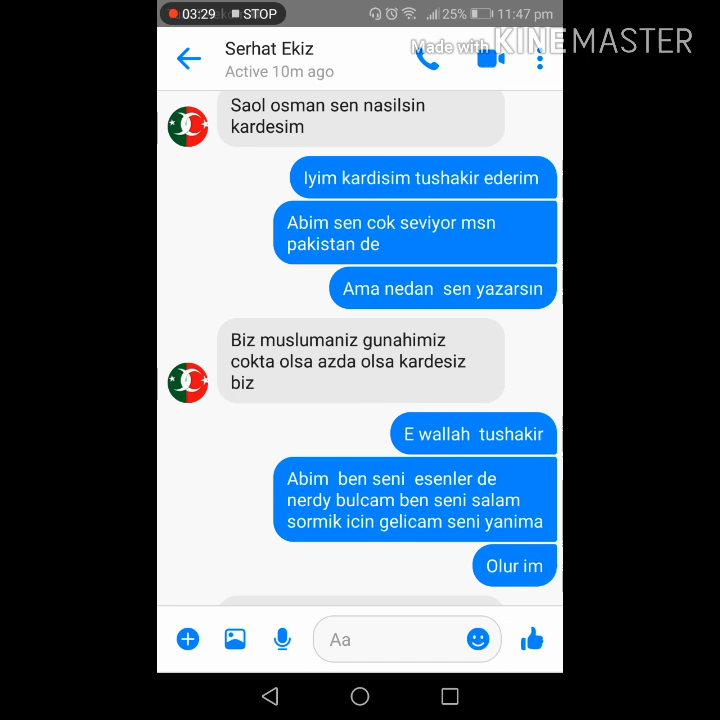 03:29 STOP
25% 11:47 pm
Made with KINEMASTER
Serhat Ekiz
Active 10m ago
Saol osman sen nasilsin
kardesim
Iyim kardisim tushakir ederim
Abim sen cok seviyor msn
pakistan de
Ama nedan sen yazarsın
Biz muslumaniz gunahimiz
cokta olsa azda olsa kardesiz
biz
E wallah tushakir
Abim ben seni esenler de
nerdy bulcam ben seni salam
sormik icin gelicam seni yanima
Olur im
Aa